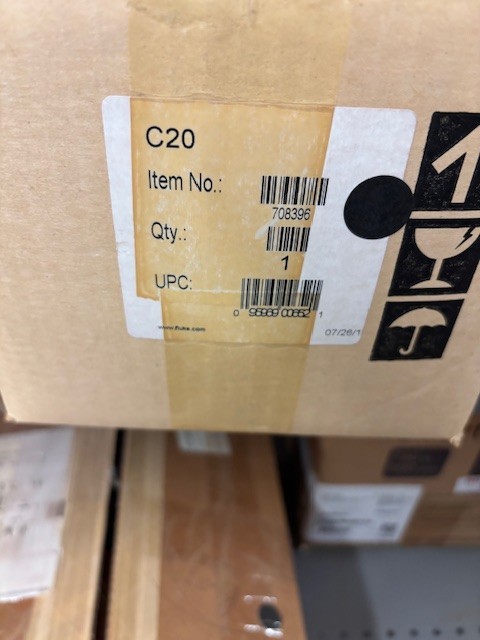 C20
Item No.:
708396
Qty.:
1
UPC:
0 95969 00652 1
www.fluke.com
07/26/1